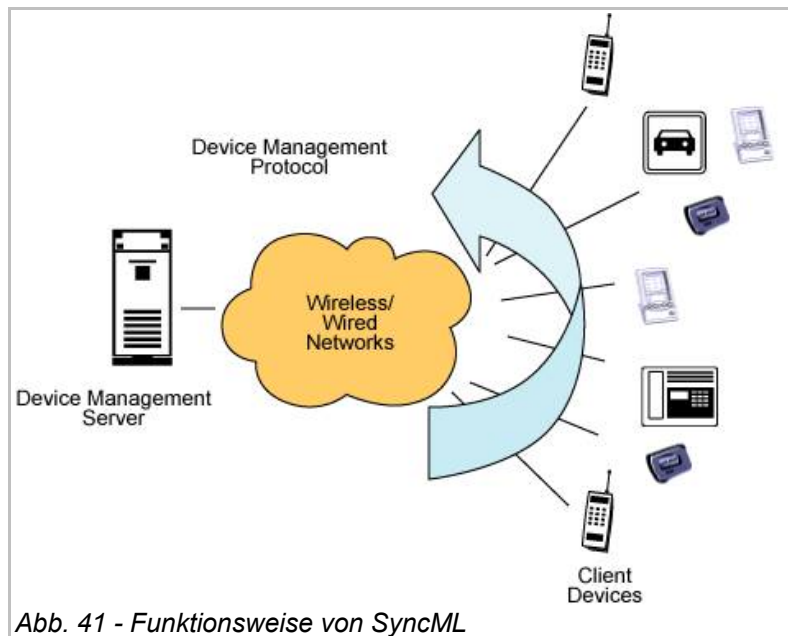 Device Management
Protocol
Wireless/
Wired
Networks
Device Management
Server
Client
Devices
Abb. 41 - Funktionsweise von SyncML